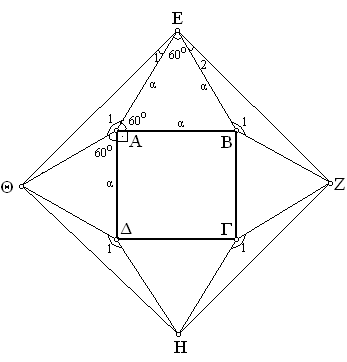 Ε
1 60° 2
α α
1 60° α 1
Α Β
60°
Θ α Ζ
Δ Γ
1 1
Η